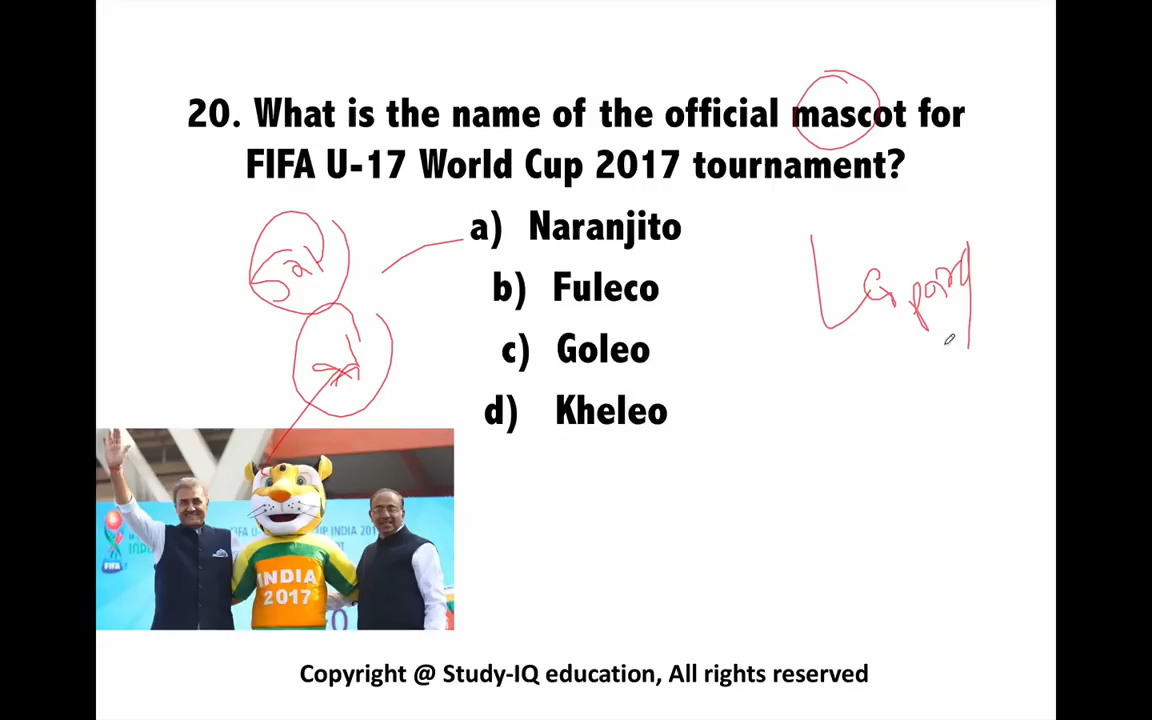 20. What is the name of the official mascot for
FIFA U-17 World Cup 2017 tournament?
a) Naranjito
b) Fuleco
c) Goleo
d) Kheleo
INDIA
2017
FIFA
Copyright @ Study-IQ education, All rights reserved